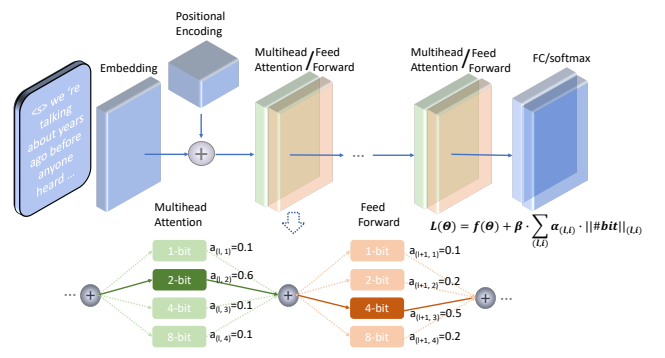 Positional
Encoding
Embedding
Multihead
Attention
/
Feed
Forward
Multihead
Attention
/
Feed
Forward
FC/softmax
<s> we 're
talking
about years
ago before
anyone
heard ...
+
...
Multihead
Attention
Feed
Forward
L(Θ) = f(Θ) + β · ∑(l,i) α(l,i) · ||#bit||(l,i)
1-bit
a(l, 1)=0.1
2-bit
a(l, 2)=0.6
4-bit
a(l, 3)=0.1
8-bit
a(l, 4)=0.1
1-bit
a(l+1, 1)=0.1
2-bit
a(l+1, 2)=0.2
4-bit
a(l+1, 3)=0.5
8-bit
a(l+1, 4)=0.2
...
+
+
+
...